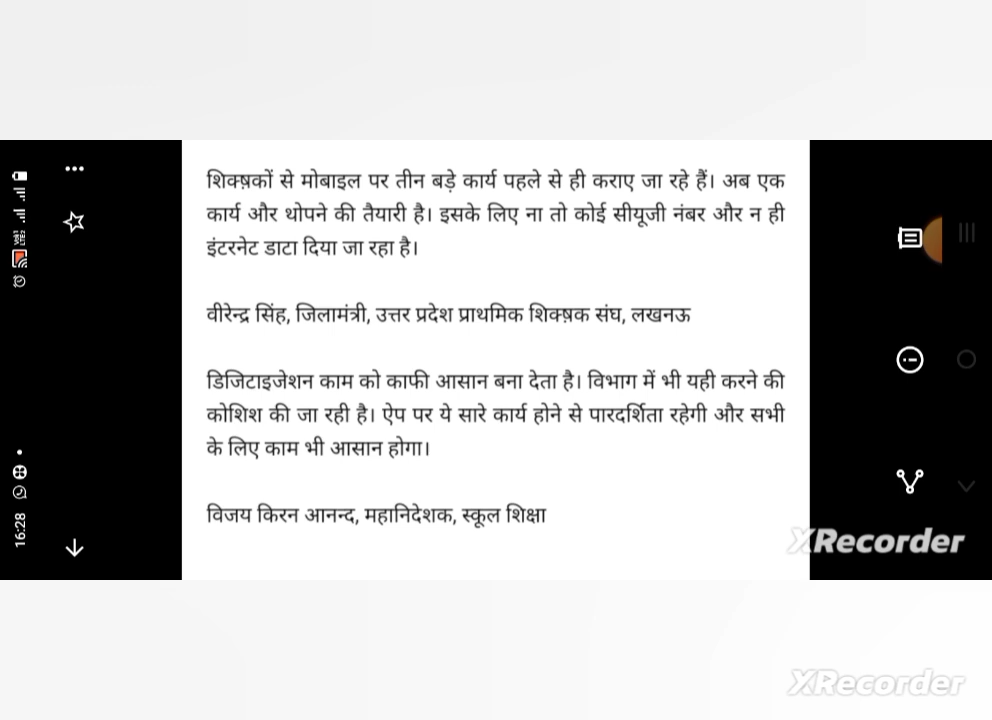 शिक्षकों से मोबाइल पर तीन बड़े कार्य पहले से ही कराए जा रहे हैं। अब एक
कार्य और थोपने की तैयारी है। इसके लिए ना तो कोई सीयूजी नंबर और न ही
इंटरनेट डाटा दिया जा रहा है।
वीरेन्द्र सिंह, जिलामंत्री, उत्तर प्रदेश प्राथमिक शिक्षक संघ, लखनऊ
डिजिटाइजेशन काम को काफी आसान बना देता है। विभाग में भी यही करने की
कोशिश की जा रही है। ऐप पर ये सारे कार्य होने से पारदर्शिता रहेगी और सभी
के लिए काम भी आसान होगा।
विजय किरन आनन्द, महानिदेशक, स्कूल शिक्षा
16:28
XRecorder
XRecorder